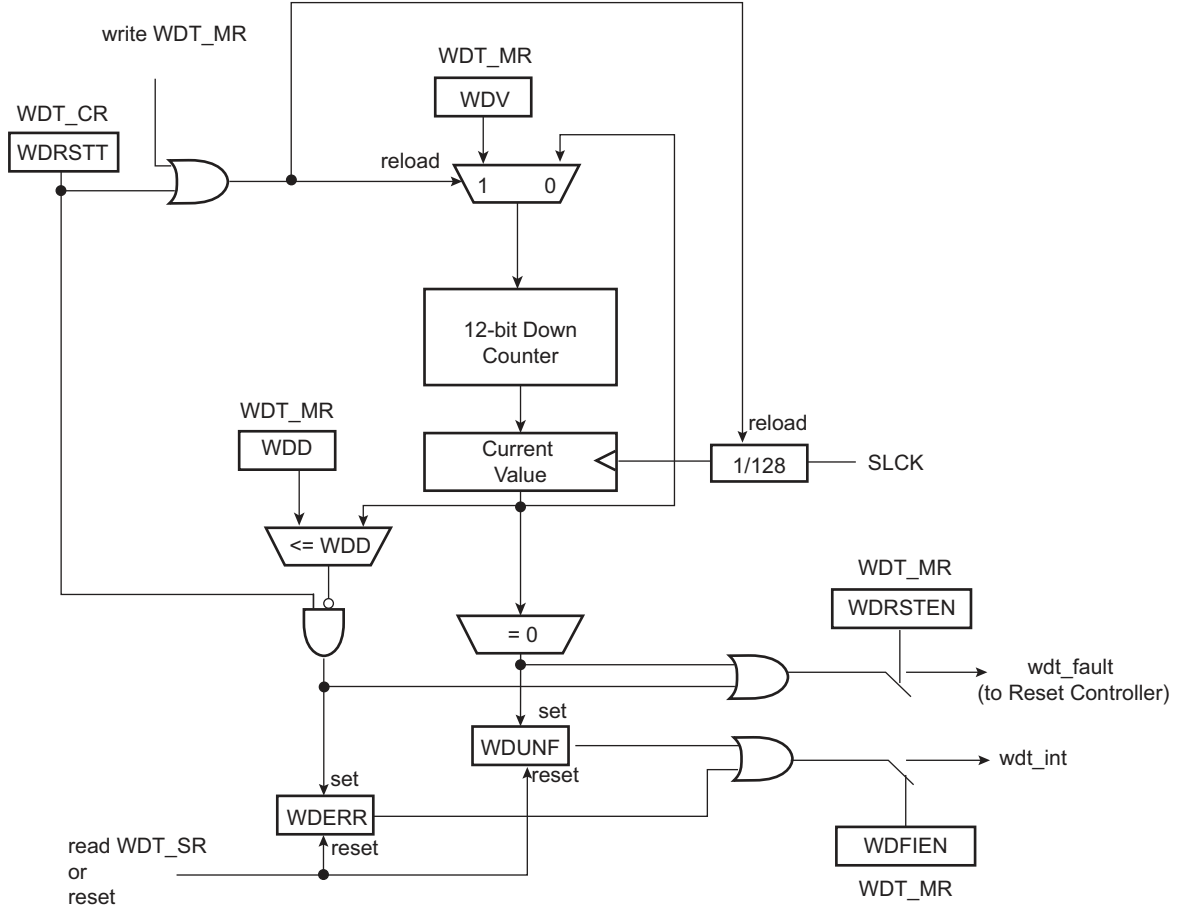 write WDT_MR
WDT_MR
WDV
WDT_CR
WDRSTT
reload
1 0
12-bit Down
Counter
WDT_MR
WDD
Current
Value
reload
1/128
SLCK
<= WDD
WDT_MR
WDRSTEN
= 0
wdt_fault
(to Reset Controller)
set
WDUNF
reset
wdt_int
set
WDERR
reset
read WDT_SR
or
reset
WDFIEN
WDT_MR